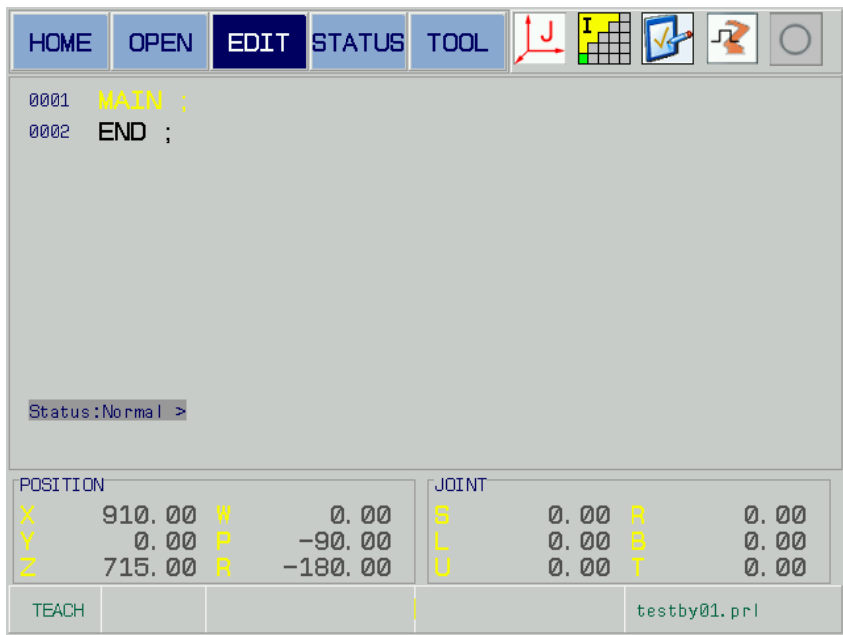 HOME OPEN EDIT STATUS TOOL J I
0001 MAIN ;
0002 END ;
Status:Normal >
POSITION JOINT
X 910.00 W 0.00 S 0.00 R 0.00
Y 0.00 P -90.00 L 0.00 B 0.00
Z 715.00 R -180.00 U 0.00 T 0.00
TEACH testby01.prl